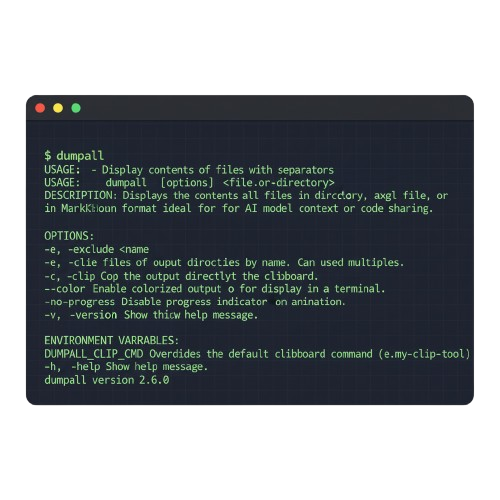 $ dumpall
USAGE: - Display contents of files with separators
USAGE: dumpall [options] <file.or-directory>
DESCRIPTION: Displays the contents all files in directory, axgl file, or
in format ideal for for AI model context or code sharing.
OPTIONS:
-e, -exclude <name
-e, -clie files of ouput dirocties by name. Can used multiples.
-c, -clip Cop the output directlyt the clibboard.
--color Enable colorized output o for display in a terminal.
-no-progress Disable progress indicator on anination.
-v, -version Show help message.
ENVIRONMENT VARRABLES:
DUMPALL_CLIP_CMD Overdides the default clibboard command (e.my-clip-tool)
-h, -help Show help message.
dumpall version 2.6.0